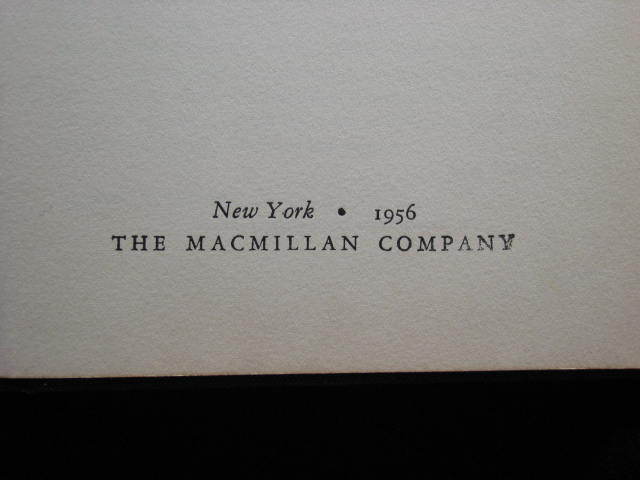 New York • 1956
THE MACMILLAN COMPANY